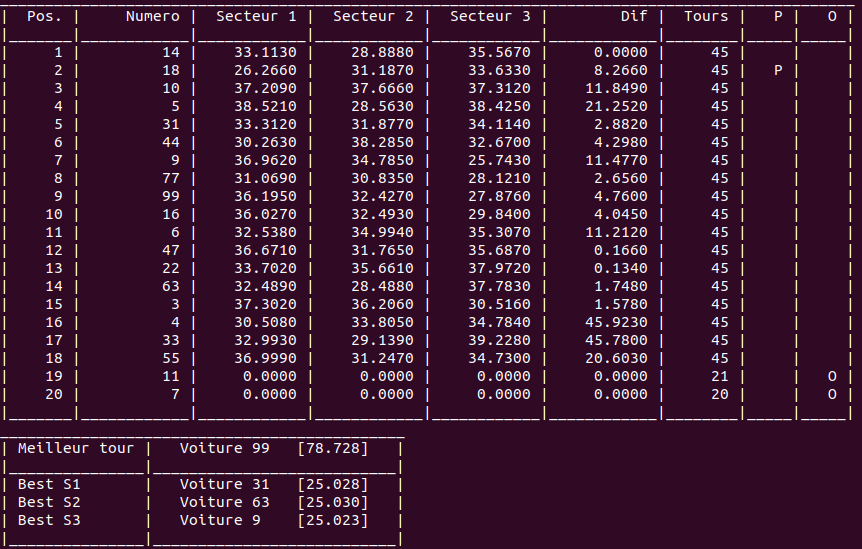 Pos. | Numero | Secteur 1 | Secteur 2 | Secteur 3 | Dif | Tours | P | O |
1 | 14 | 33.1130 | 28.8880 | 35.5670 | 0.0000 | 45 | | |
2 | 18 | 26.2660 | 31.1870 | 33.6330 | 8.2660 | 45 | P | |
3 | 10 | 37.2090 | 37.6660 | 37.3120 | 11.8490 | 45 | | |
4 | 5 | 38.5210 | 28.5630 | 38.4250 | 21.2520 | 45 | | |
5 | 31 | 33.3120 | 31.8770 | 34.1140 | 2.8820 | 45 | | |
6 | 44 | 30.2630 | 38.2850 | 32.6700 | 4.2980 | 45 | | |
7 | 9 | 36.9620 | 34.7850 | 25.7430 | 11.4770 | 45 | | |
8 | 77 | 31.0690 | 30.8350 | 28.1210 | 2.6560 | 45 | | |
9 | 99 | 36.1950 | 32.4270 | 27.8760 | 4.7600 | 45 | | |
10 | 16 | 36.0270 | 32.4930 | 29.8400 | 4.0450 | 45 | | |
11 | 6 | 32.5380 | 34.9940 | 35.3070 | 11.2120 | 45 | | |
12 | 47 | 36.6710 | 31.7650 | 35.6870 | 0.1660 | 45 | | |
13 | 22 | 33.7020 | 35.6610 | 37.9720 | 0.1340 | 45 | | |
14 | 63 | 32.4890 | 28.4880 | 37.7830 | 1.7480 | 45 | | |
15 | 3 | 37.3020 | 36.2060 | 30.5160 | 1.5780 | 45 | | |
16 | 4 | 30.5080 | 33.8050 | 34.7840 | 45.9230 | 45 | | |
17 | 33 | 32.9930 | 29.1390 | 39.2280 | 45.7800 | 45 | | |
18 | 55 | 36.9990 | 31.2470 | 34.7300 | 20.6030 | 45 | | |
19 | 11 | 0.0000 | 0.0000 | 0.0000 | 0.0000 | 21 | | O |
20 | 7 | 0.0000 | 0.0000 | 0.0000 | 0.0000 | 20 | | O |
Meilleur tour | Voiture 99 [78.728] |
Best S1 | Voiture 31 [25.028] |
Best S2 | Voiture 63 [25.030] |
Best S3 | Voiture 9 [25.023] |